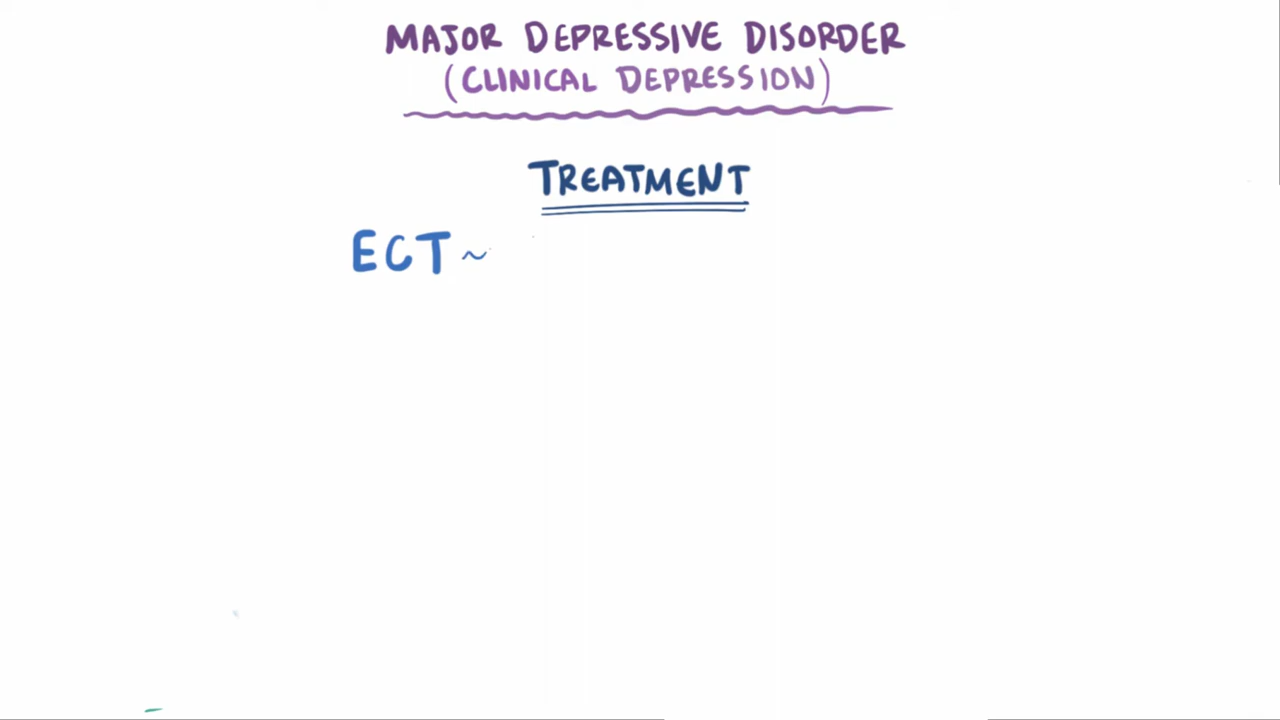 MAJOR DEPRESSIVE DISORDER
(CLINICAL DEPRESSION)
TREATMENT
ECT ~